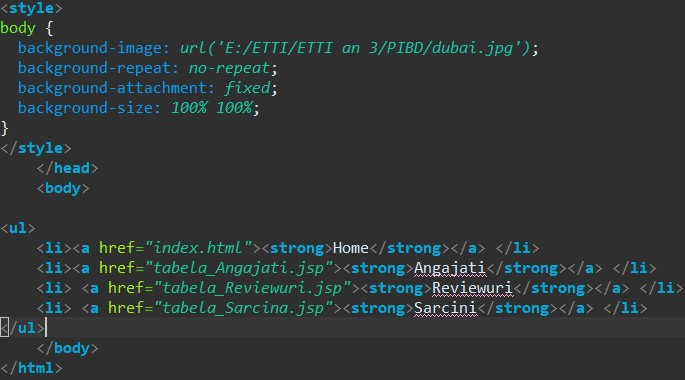 <style>
body {
  background-image: url('E:/ETTI/ETTI an 3/PIBD/dubai.jpg');
  background-repeat: no-repeat;
  background-attachment: fixed;
  background-size: 100% 100%;
}
</style>
    </head>
    <body>

<ul>
    <li><a href="index.html"><strong>Home</strong></a> </li>
    <li><a href="tabela_Angajati.jsp"><strong>Angajati</strong></a> </li>
    <li> <a href="tabela_Reviewuri.jsp"><strong>Reviewuri</strong></a> </li>
    <li> <a href="tabela_Sarcina.jsp"><strong>Sarcini</strong></a> </li>
</ul>
    </body>
</html>